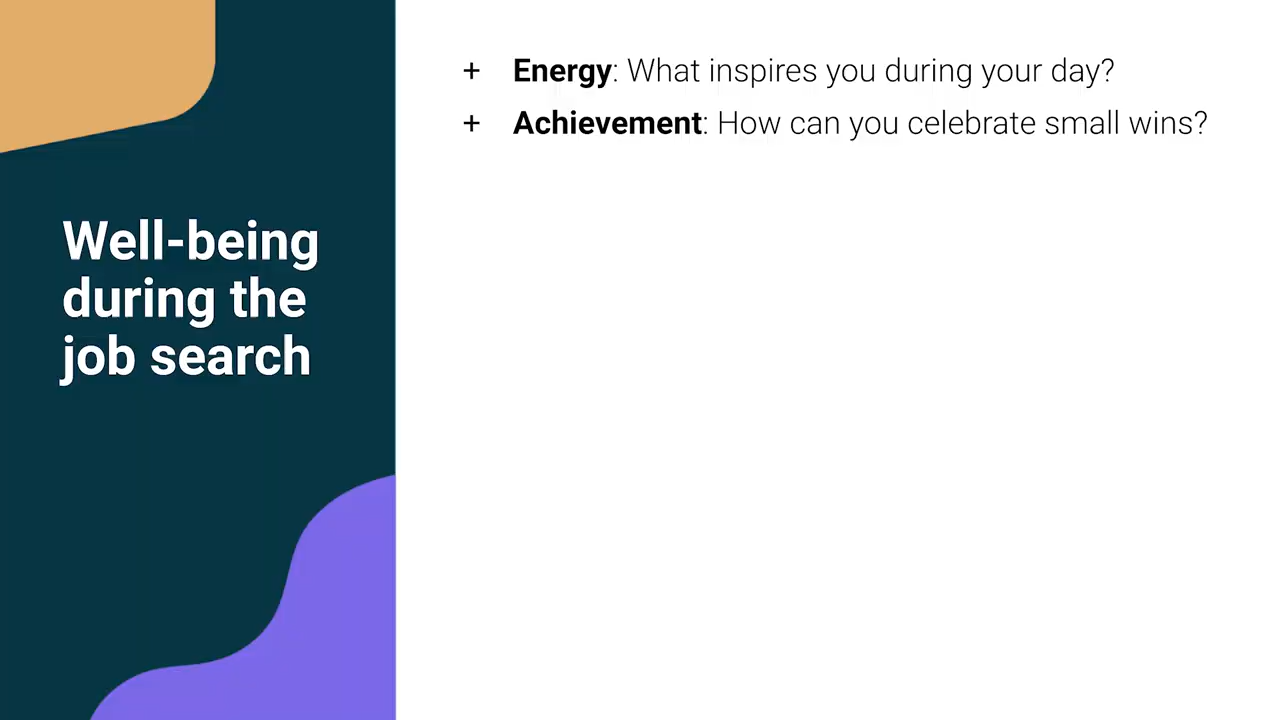 Well-being
during the
job search
+ Energy: What inspires you during your day?
+ Achievement: How can you celebrate small wins?